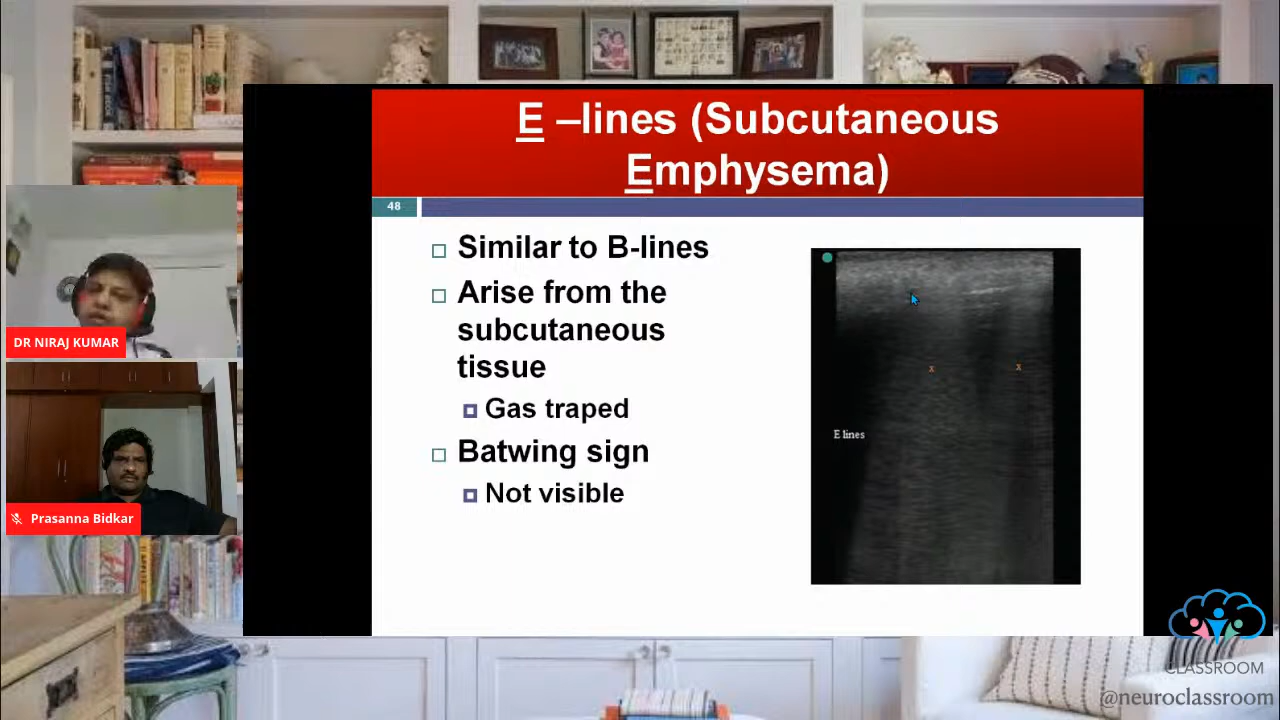 E –lines (Subcutaneous
Emphysema)
48
Similar to B-lines
Arise from the
subcutaneous
tissue
Gas traped
Batwing sign
Not visible
x
x
E lines
DR NIRAJ KUMAR
Prasanna Bidkar
CLASSROOM
@neuroclassroom